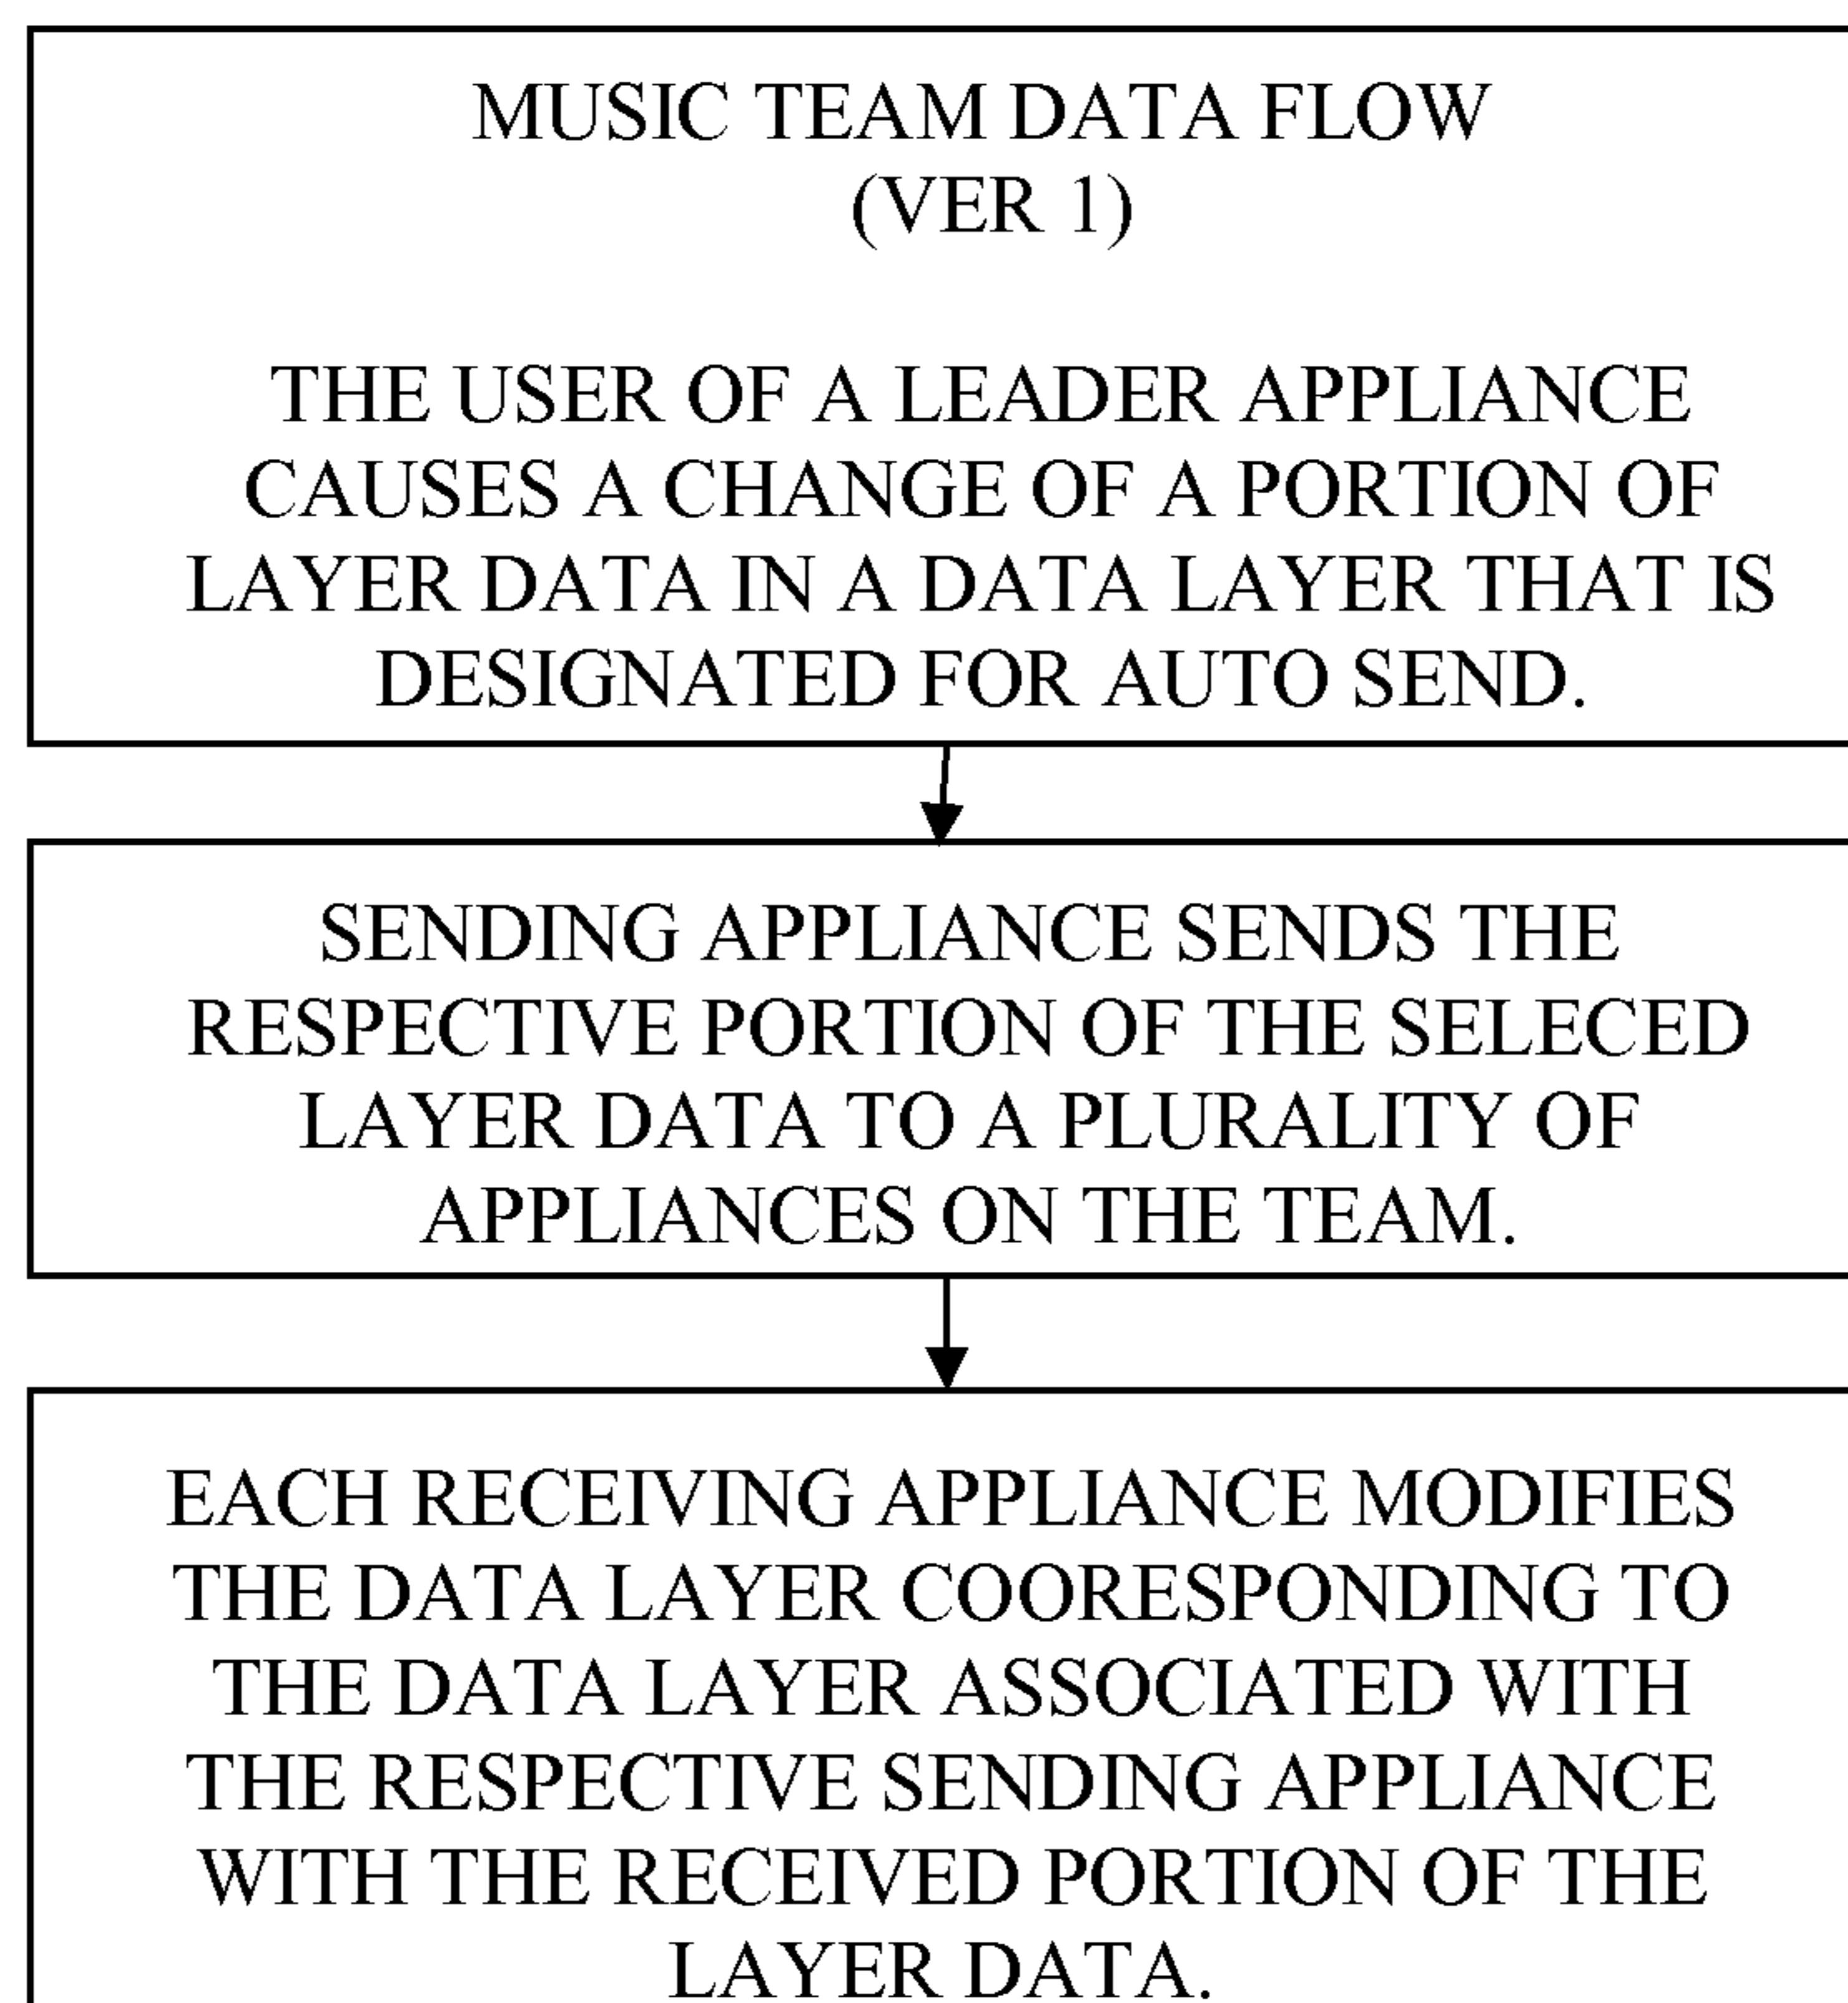 MUSIC TEAM DATA FLOW
(VER 1)
THE USER OF A LEADER APPLIANCE
CAUSES A CHANGE OF A PORTION OF
LAYER DATA IN A DATA LAYER THAT IS
DESIGNATED FOR AUTO SEND.
SENDING APPLIANCE SENDS THE
RESPECTIVE PORTION OF THE SELECED
LAYER DATA TO A PLURALITY OF
APPLIANCES ON THE TEAM.
EACH RECEIVING APPLIANCE MODIFIES
THE DATA LAYER COORESPONDING TO
THE DATA LAYER ASSOCIATED WITH
THE RESPECTIVE SENDING APPLIANCE
WITH THE RECEIVED PORTION OF THE
LAYER DATA.